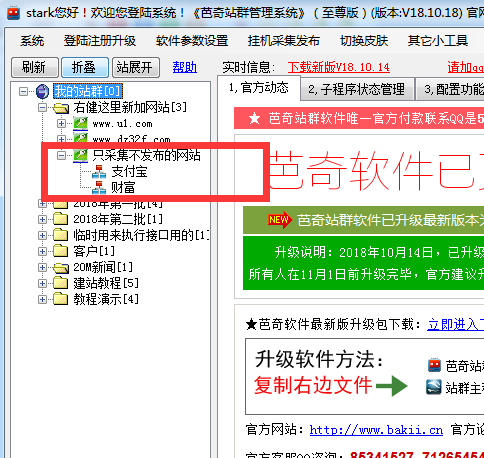 stark您好！欢迎您登陆系统！《芭奇站群管理系统》（至尊版）(版本:V18.10.18) 官网
系统 登陆注册升级 软件参数设置 挂机采集发布 切换皮肤 其它小工具
刷新 折叠 站展开 帮助 实时信息: 下载新版V18.10.14 请加qq
1,官方动态 2,子程序状态管理 3,配置功能
我的站群[0]
右健这里新加网站[3]
www.u1.com
www.dz32f.com
只采集不发布的网站
支付宝
财富
2018年第一批[4]
2018年第二批[1]
临时用来执行接口用的[1]
客户[1]
20M新闻[1]
建站教程[5]
教程演示[4]
★ 芭奇站群软件唯一官方付款联系QQ是5
芭奇软件已
NEW 芭奇站群软件已升级最新版本为
升级说明: 2018年10月14日，已升级
所有人在11月1日前升级完毕，官方建议升
★芭奇软件最新版升级包下载: 立即进入下
升级软件方法:
复制右边文件
芭奇站
站群主
官方网站: http://www.bakii.cn 官方论
官方客服QQ咨询: 85341527 71265454